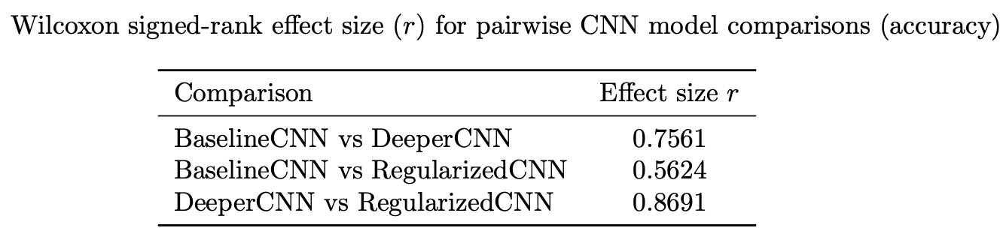 Wilcoxon signed-rank effect size (r) for pairwise CNN model comparisons (accuracy)
Comparison Effect size r
BaselineCNN vs DeeperCNN 0.7561
BaselineCNN vs RegularizedCNN 0.5624
DeeperCNN vs RegularizedCNN 0.8691